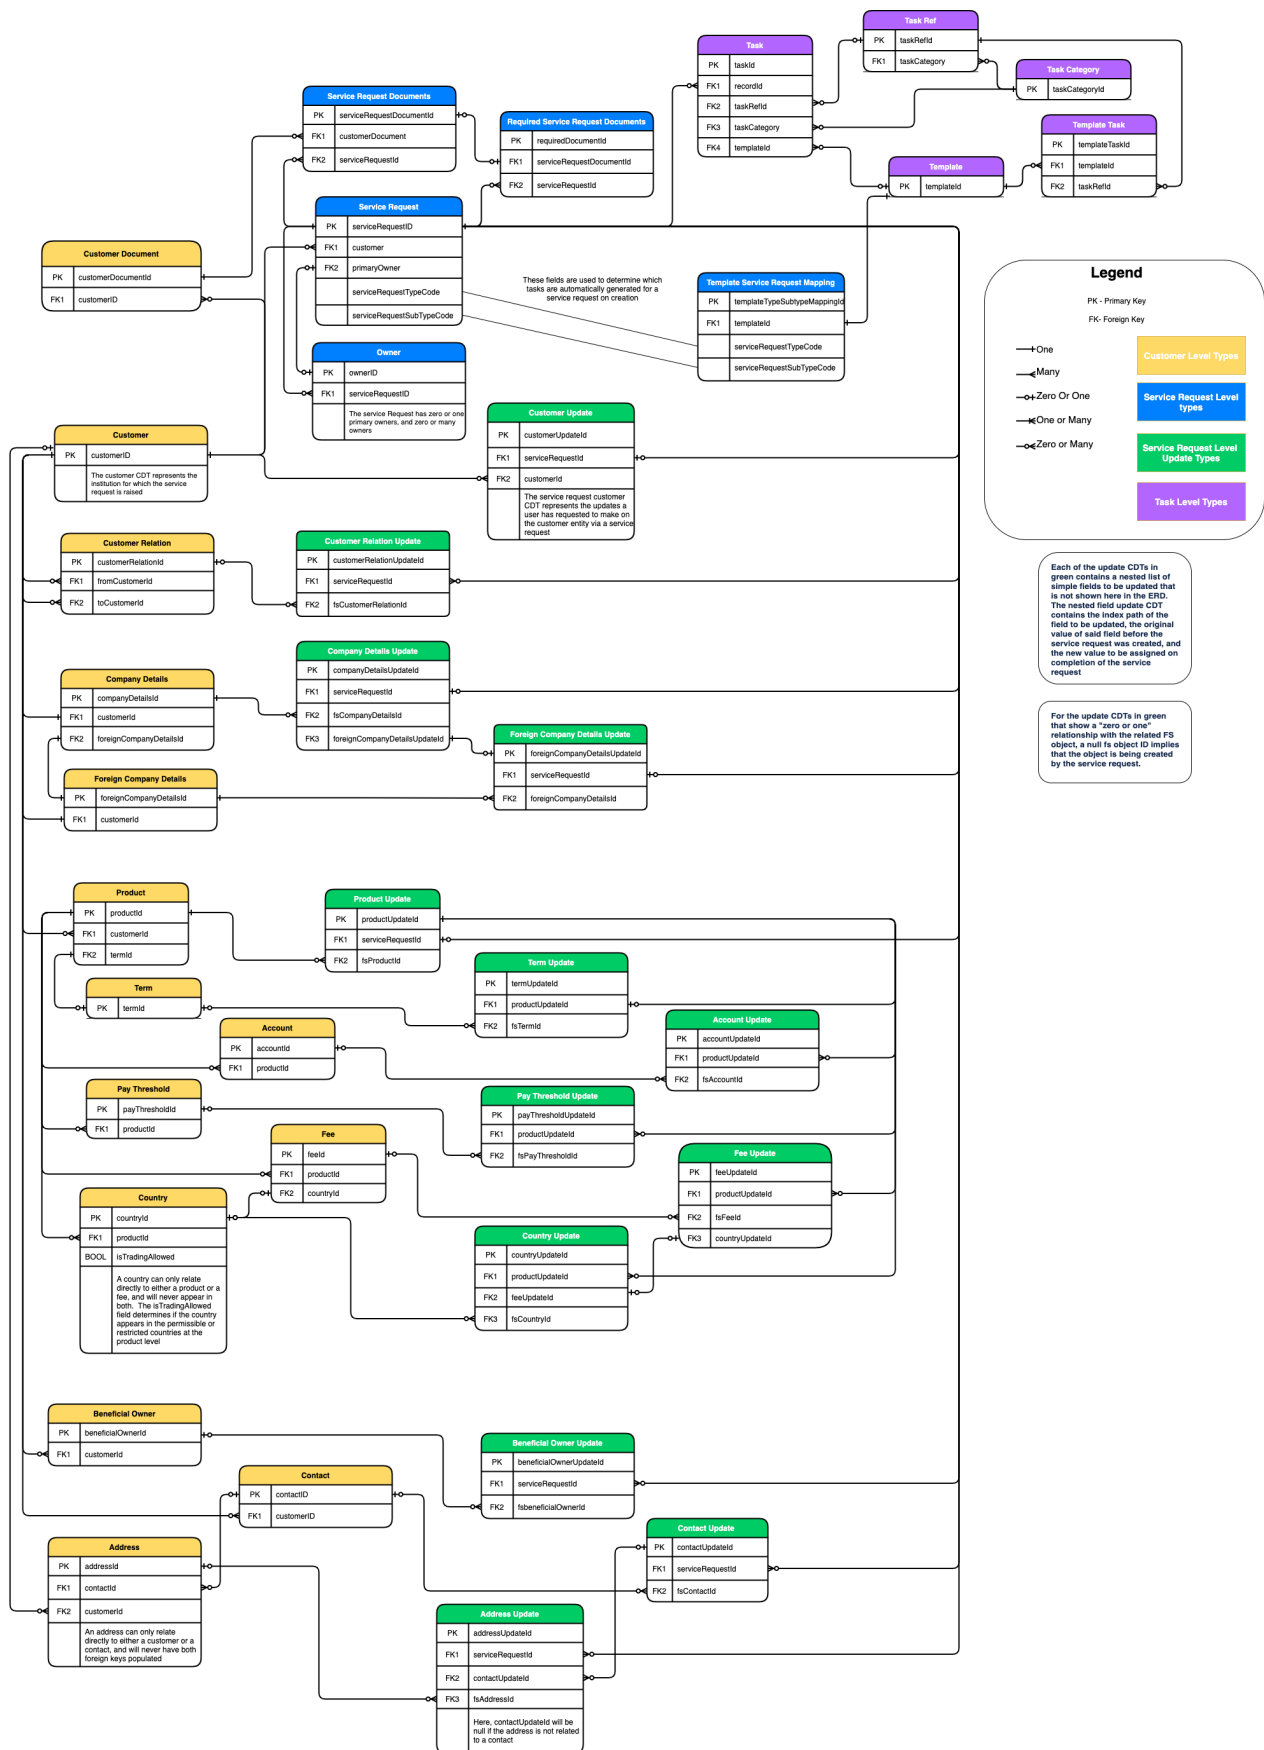 Task Ref
PK taskRefId
FK1 taskCategory
Task
PK taskId
FK1 recordId
FK2 taskRefId
FK3 taskCategory
FK4 templateId
Task Category
PK taskCategoryId
Template Task
PK templateTaskId
FK1 templateId
FK2 taskRefId
Template
PK templateId
Service Request Documents
PK serviceRequestDocumentId
FK1 customerDocument
FK2 serviceRequestId
Required Service Request Documents
PK requiredDocumentId
FK1 serviceRequestDocumentId
FK2 serviceRequestId
Service Request
PK serviceRequestID
FK1 customer
FK2 primaryOwner
serviceRequestTypeCode
serviceRequestSubTypeCode
Customer Document
PK customerDocumentId
FK1 customerID
These fields are used to determine which
tasks are automatically generated for a
service request on creation
Template Service Request Mapping
PK templateTypeSubtypeMappingId
FK1 templateId
serviceRequestTypeCode
serviceRequestSubTypeCode
Legend
PK - Primary Key
FK- Foreign Key
One
Many
Zero Or One
One or Many
Zero or Many
Customer Level Types
Service Request Level
types
Service Request Level
Update Types
Task Level Types
Owner
PK ownerID
FK1 serviceRequestID
The service Request has zero or one
primary owners, and zero or many
owners
Customer Update
PK customerUpdateId
FK1 serviceRequestId
FK2 customerId
The service request customer
CDT represents the updates a
user has requested to make on
the customer entity via a service
request
Customer
PK customerID
The customer CDT represents the
institution for which the service
request is raised
Customer Relation
PK customerRelationId
FK1 fromCustomerId
FK2 toCustomerId
Customer Relation Update
PK customerRelationUpdateId
FK1 serviceRequestId
FK2 fsCustomerRelationId
Each of the update CDTs in
green contains a nested list of
simple fields to be updated that
is not shown here in the ERD.
The nested field update CDT
contains the index path of the
field to be updated, the original
value of said field before the
service request was created, and
the new value to be assigned on
completion of the service
request
For the update CDTs in green
that show a "zero or one"
relationship with the related FS
object, a null fs object ID implies
that the object is being created
by the service request.
Company Details Update
PK companyDetailsUpdateId
FK1 serviceRequestId
FK2 fsCompanyDetailsId
FK3 foreignCompanyDetailsUpdateId
Company Details
PK companyDetailsId
FK1 customerId
FK2 foreignCompanyDetailsId
Foreign Company Details Update
PK foreignCompanyDetailsUpdateId
FK1 serviceRequestId
FK2 foreignCompanyDetailsId
Foreign Company Details
PK foreignCompanyDetailsId
FK1 customerId
Product
PK productId
FK1 customerId
FK2 termId
Product Update
PK productUpdateId
FK1 serviceRequestId
FK2 fsProductId
Term Update
PK termUpdateId
FK1 productUpdateId
FK2 fsTermId
Term
PK termId
Account
PK accountId
FK1 productId
Account Update
PK accountUpdateId
FK1 productUpdateId
FK2 fsAccountId
Pay Threshold
PK payThresholdId
FK1 productId
Pay Threshold Update
PK payThresholdUpdateId
FK1 productUpdateId
FK2 fsPayThresholdId
Fee
PK feeId
FK1 productId
FK2 countryId
Fee Update
PK feeUpdateId
FK1 productUpdateId
FK2 fsFeeId
FK3 countryUpdateId
Country
PK countryId
FK1 productId
BOOL isTradingAllowed
A country can only relate
directly to either a product or a
fee, and will never appear in
both. The isTradingAllowed
field determines if the country
appears in the permissible or
restricted countries at the
product level
Country Update
PK countryUpdateId
FK1 productUpdateId
FK2 feeUpdateId
FK3 fsCountryId
Beneficial Owner
PK beneficialOwnerId
FK1 customerId
Beneficial Owner Update
PK beneficialOwnerUpdateId
FK1 serviceRequestId
FK2 fsbeneficialOwnerId
Contact
PK contactID
FK1 customerID
Contact Update
PK contactUpdateId
FK1 serviceRequestId
FK2 fsContactId
Address
PK addressId
FK1 contactId
FK2 customerId
An address can only relate
directly to either a customer or a
contact, and will never have both
foreign keys populated
Address Update
PK addressUpdateId
FK1 serviceRequestId
FK2 contactUpdateId
FK3 fsAddressId
Here, contactUpdateId will be
null if the address is not related
to a contact